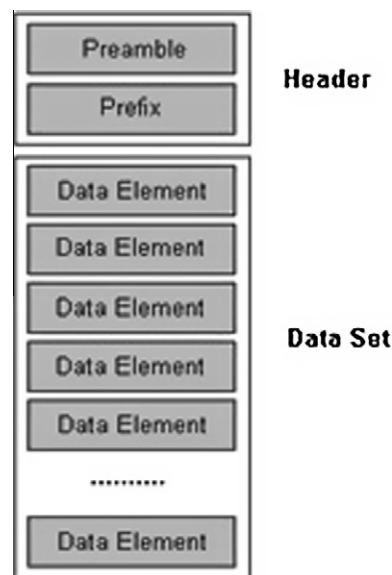 Preamble
Header
Prefix
Data Element
Data Element
Data Element
Data Set
Data Element
Data Element
..........
Data Element